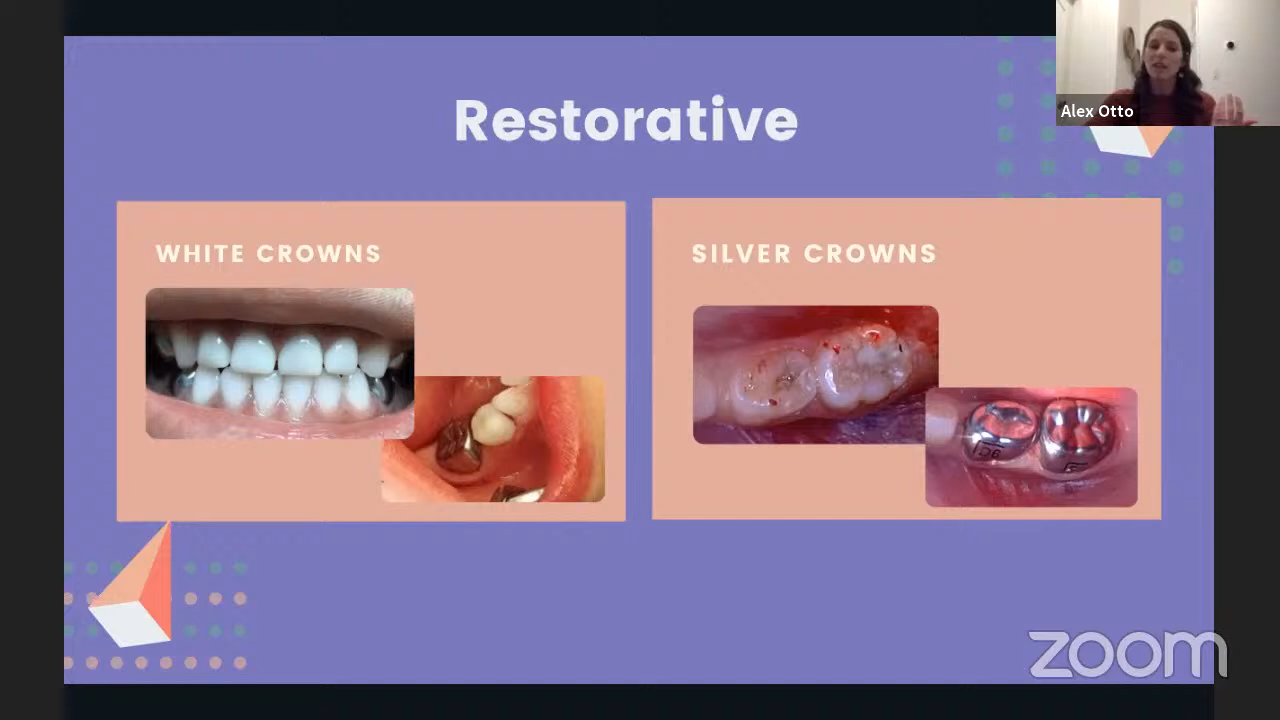 Restorative
Alex Otto
WHITE CROWNS
SILVER CROWNS
zoom